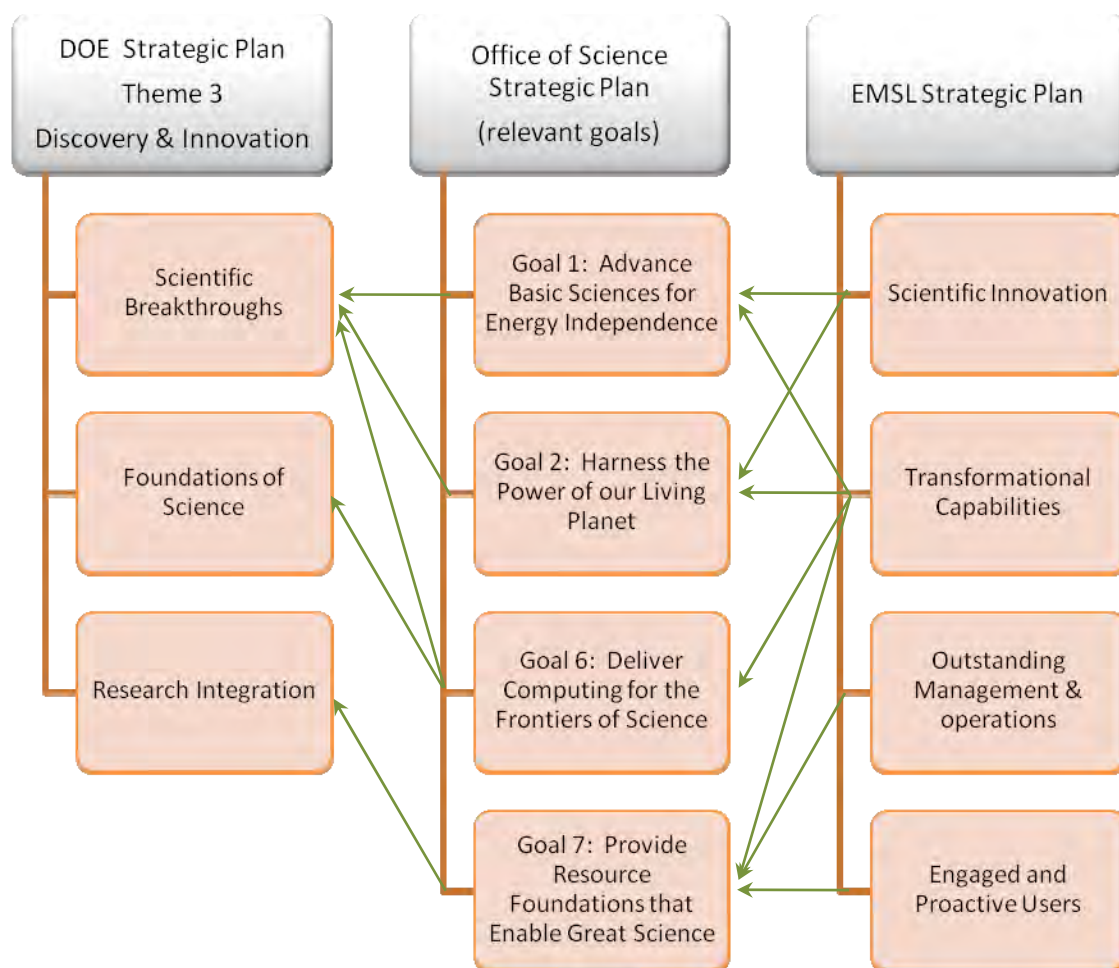 DOE Strategic Plan
Theme 3
Discovery & Innovation
Scientific
Breakthroughs
Foundations of
Science
Research Integration
Office of Science
Strategic Plan
(relevant goals)
Goal 1: Advance
Basic Sciences for
Energy Independence
Goal 2: Harness the
Power of our Living
Planet
Goal 6: Deliver
Computing for the
Frontiers of Science
Goal 7: Provide
Resource
Foundations that
Enable Great Science
EMSL Strategic Plan
Scientific Innovation
Transformational
Capabilities
Outstanding
Management &
operations
Engaged and
Proactive Users